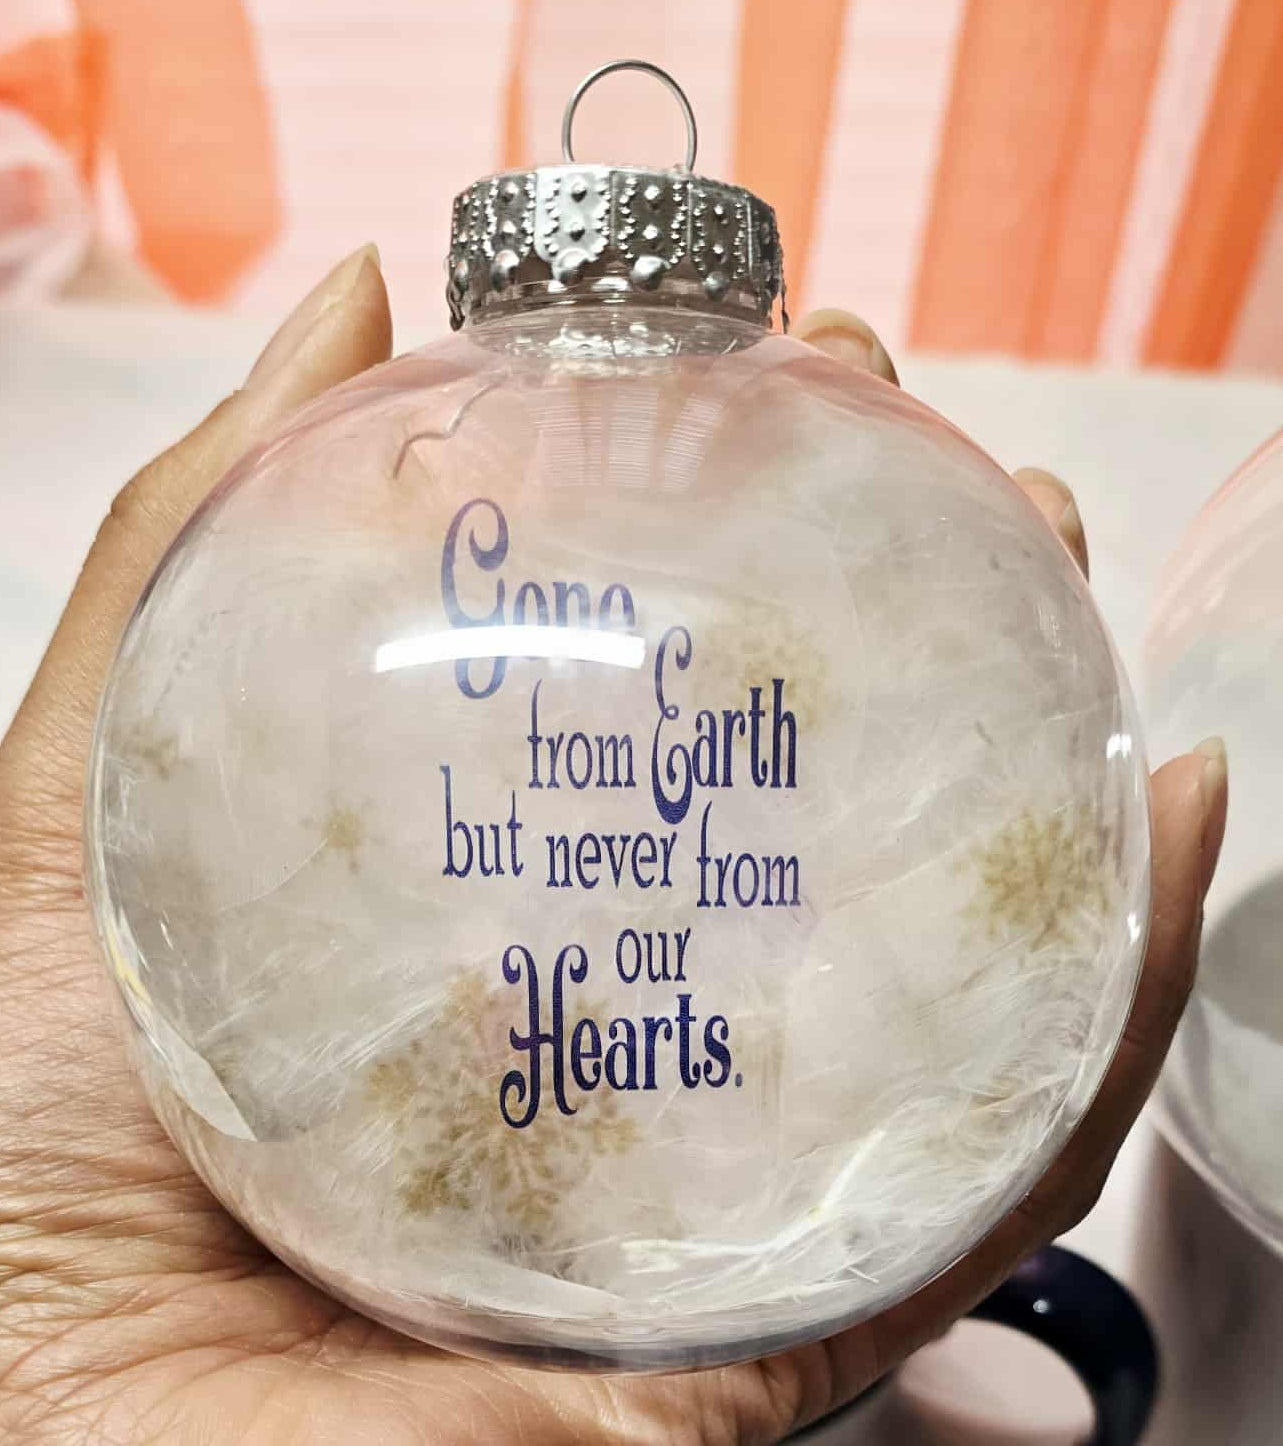 Gone
from Earth
but never from
our
Hearts.